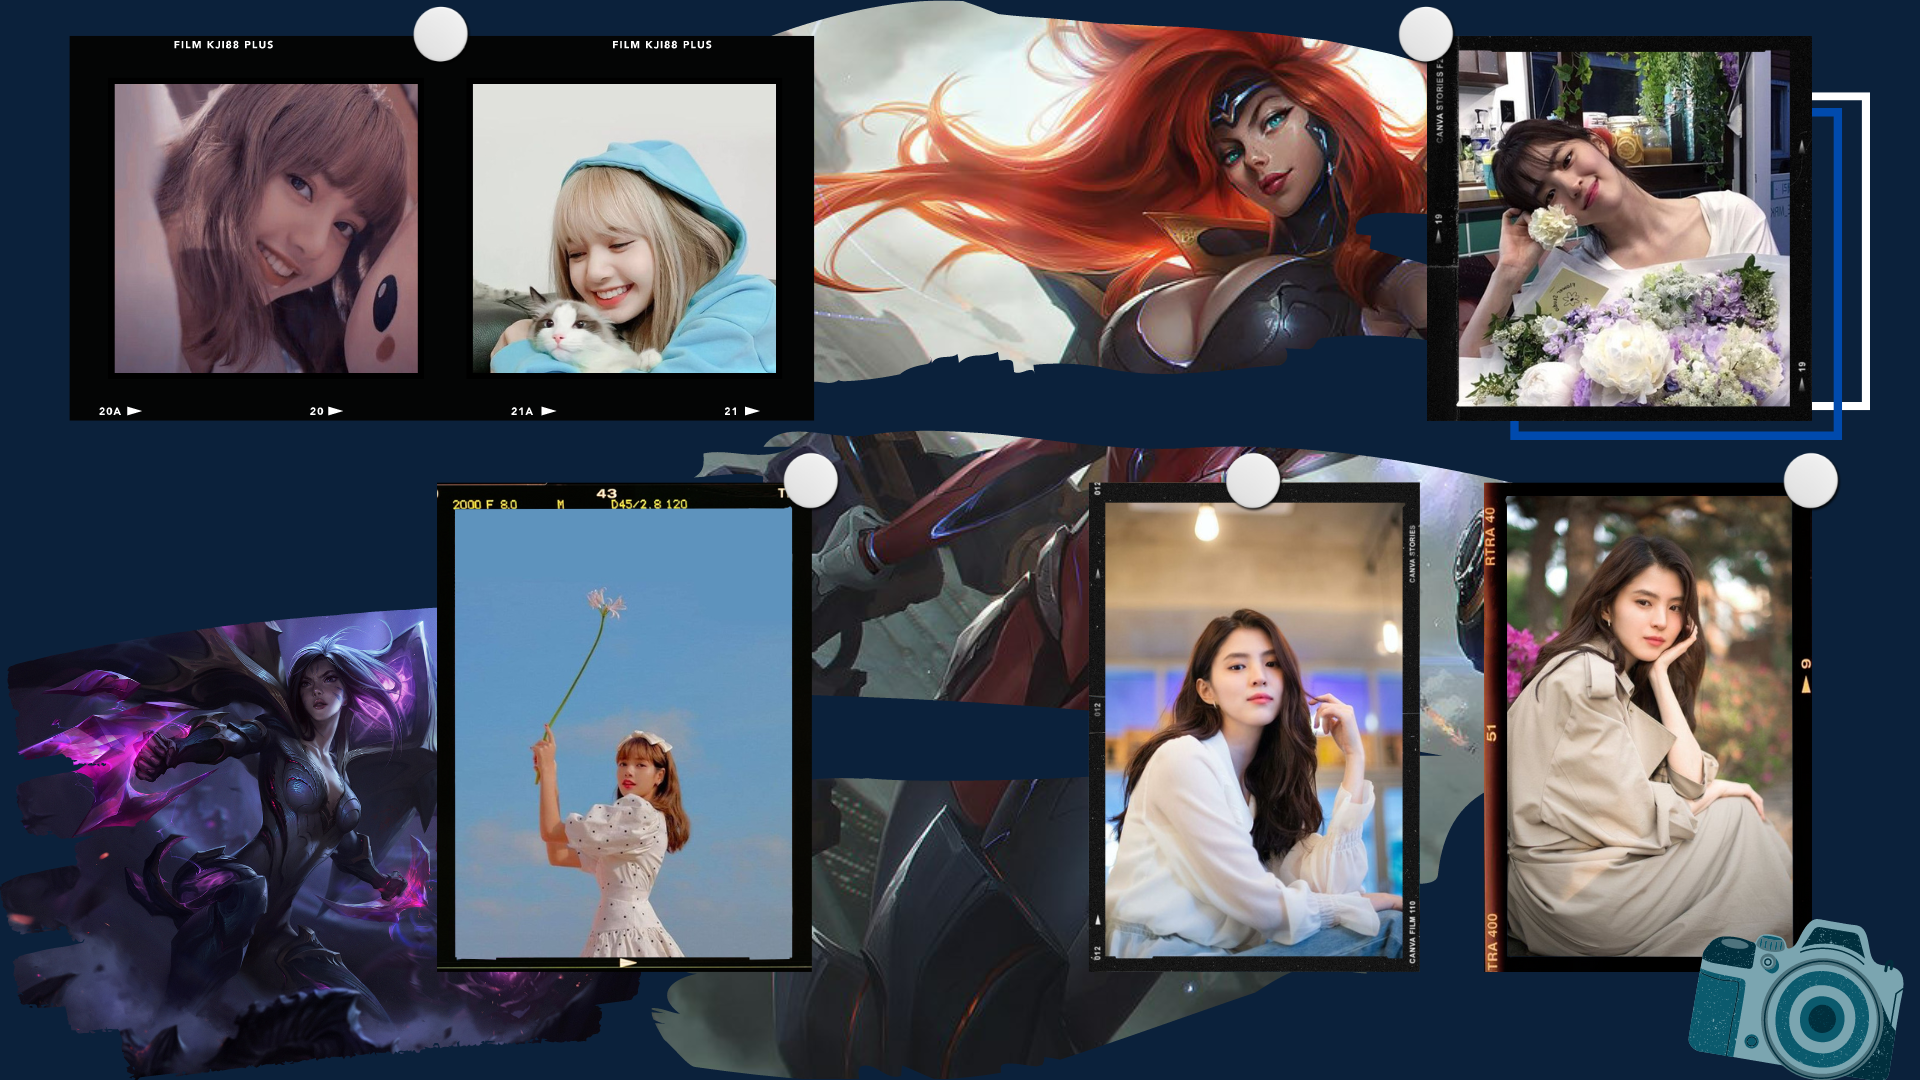 FILM KJI88 PLUS
FILM KJI88 PLUS
20A
20
21A
21
CANVA STORIES
19
19
2000 F 8.0 M
43
D45/2.8 120
012
012
012
CANVA STORIES
CANVA FILM 110
RTRA 40
51
TRA 400
9